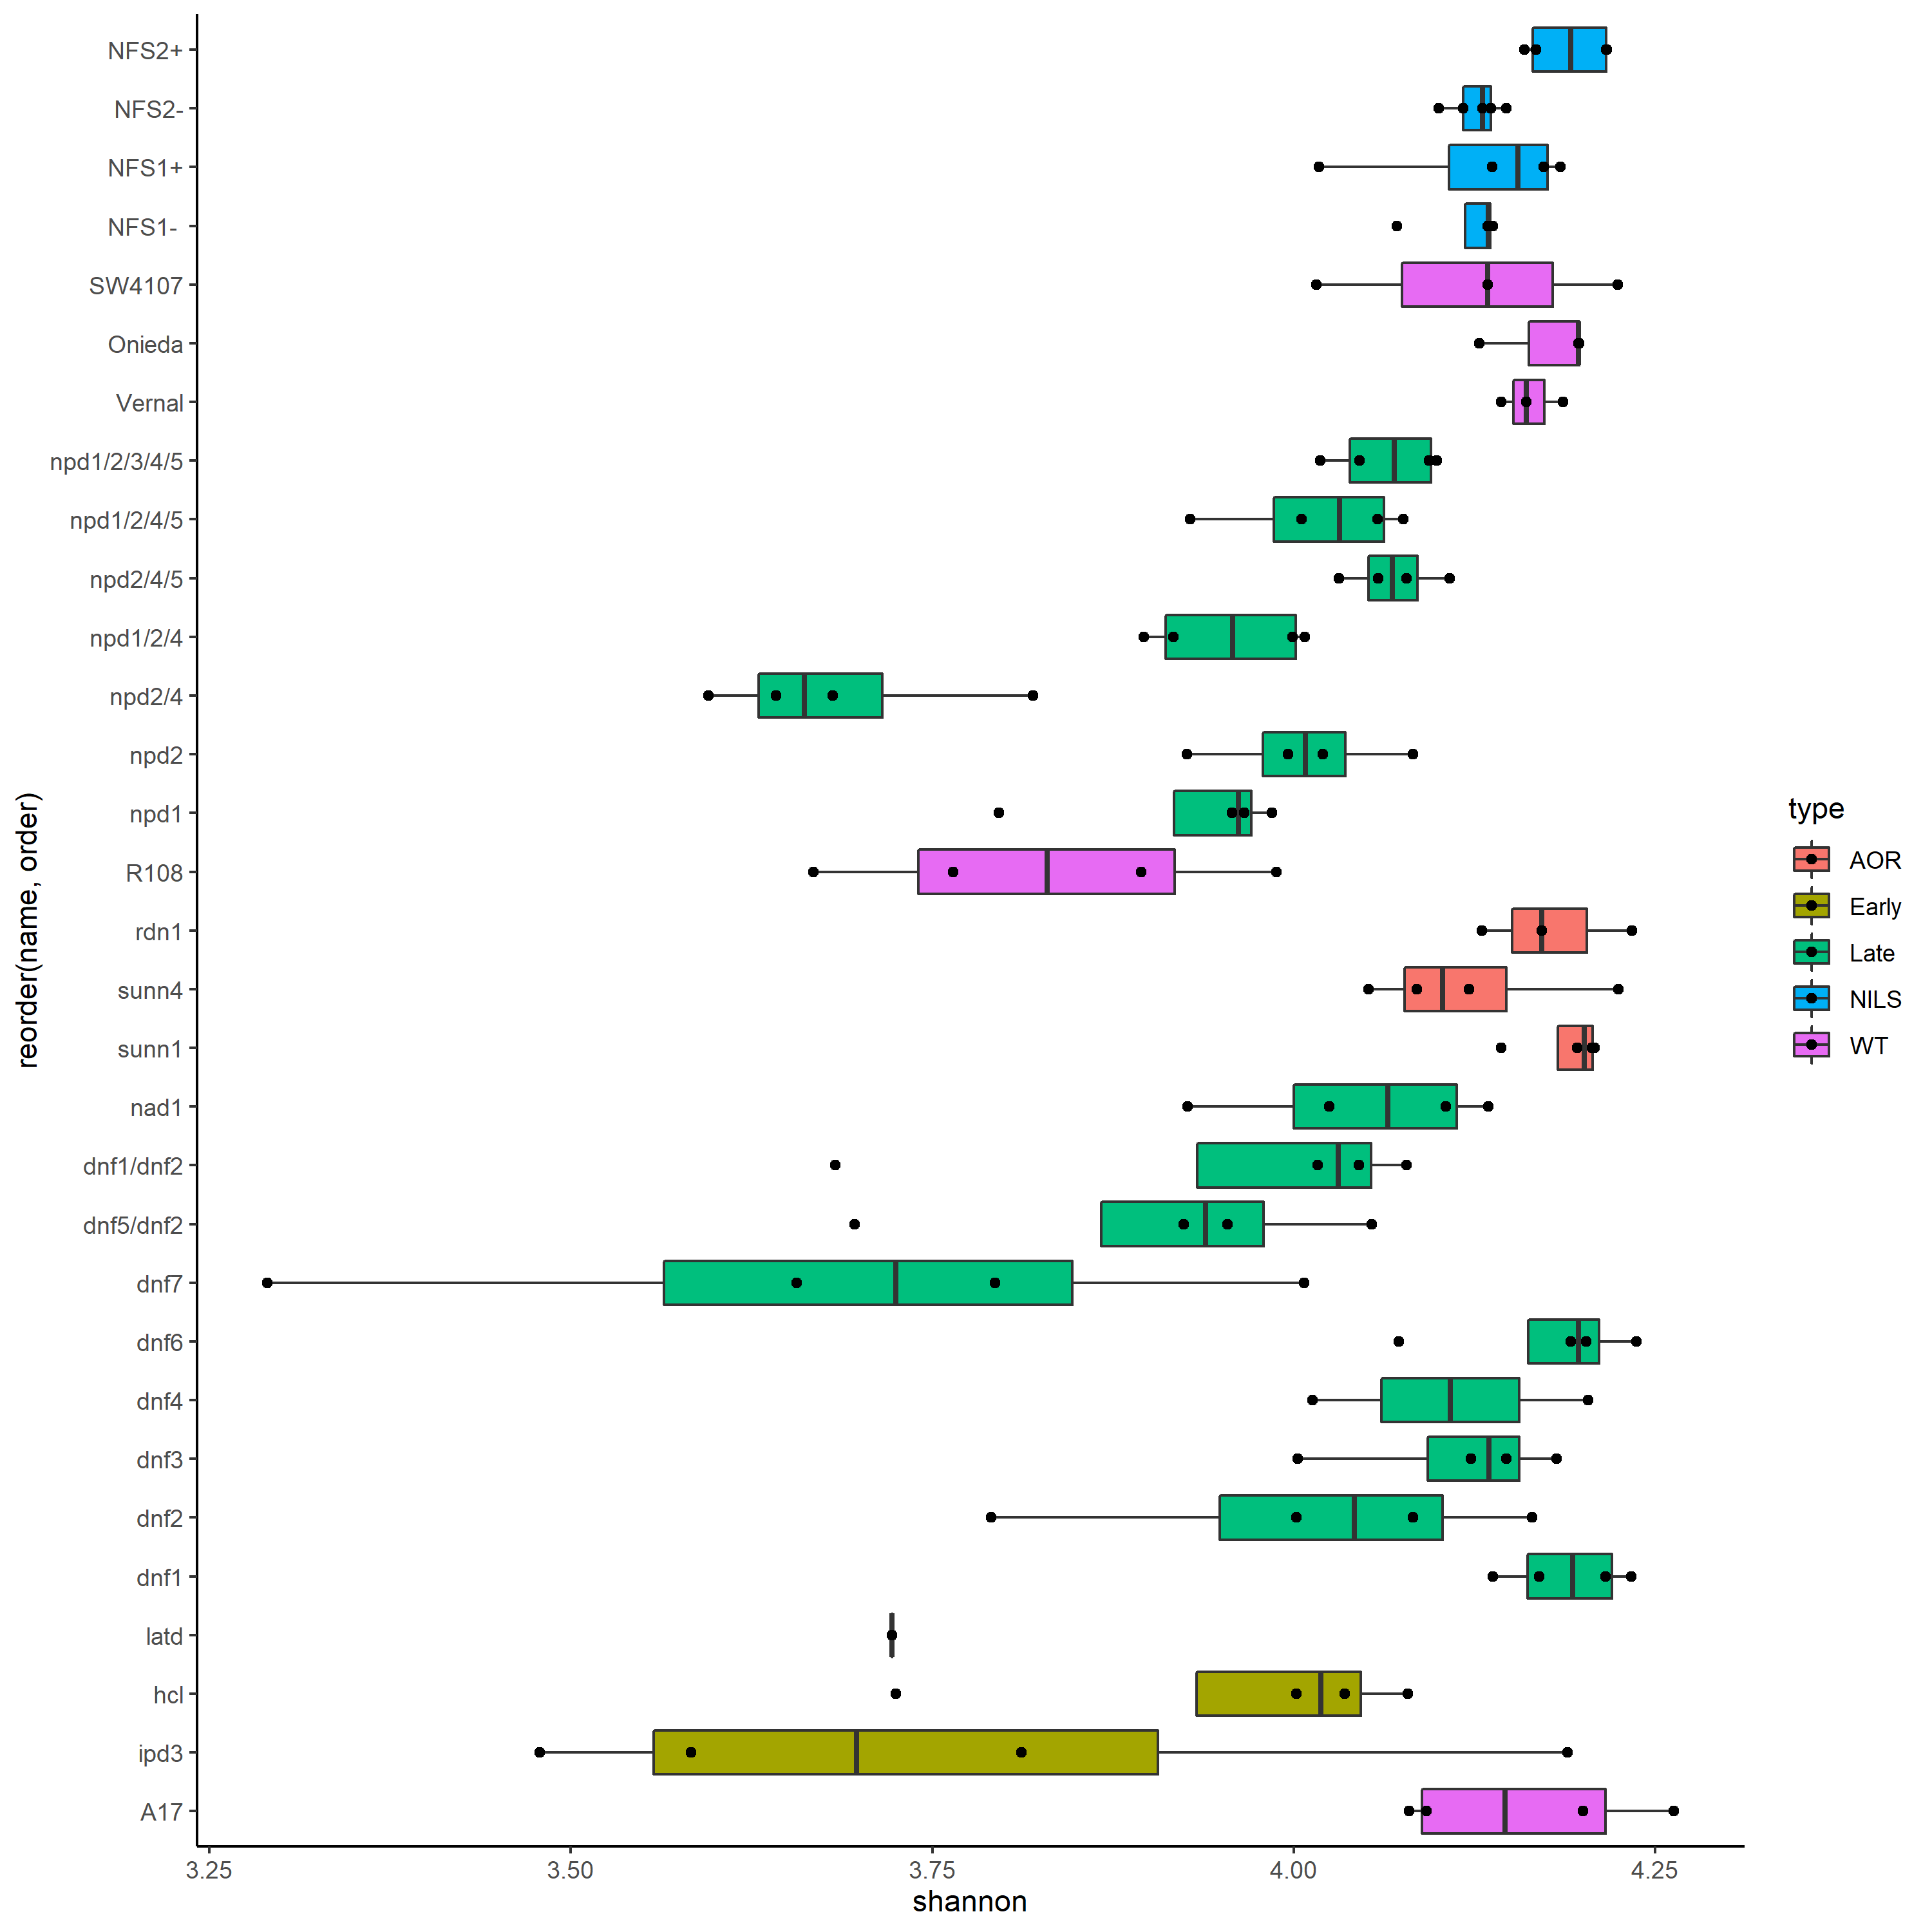 NFS2+
NFS2-
NFS1+
NFS1-
SW4107
Onieda
Vernal
npd1/2/3/4/5
npd1/2/4/5
npd2/4/5
npd1/2/4
npd2/4
npd2
npd1
R108
rdn1
sunn4
sunn1
nad1
dnf1/dnf2
dnf5/dnf2
dnf7
dnf6
dnf4
dnf3
dnf2
dnf1
latd
hcl
ipd3
A17
reorder(name, order)
3.25 3.50 3.75 4.00 4.25
shannon
type
AOR
Early
Late
NILS
WT